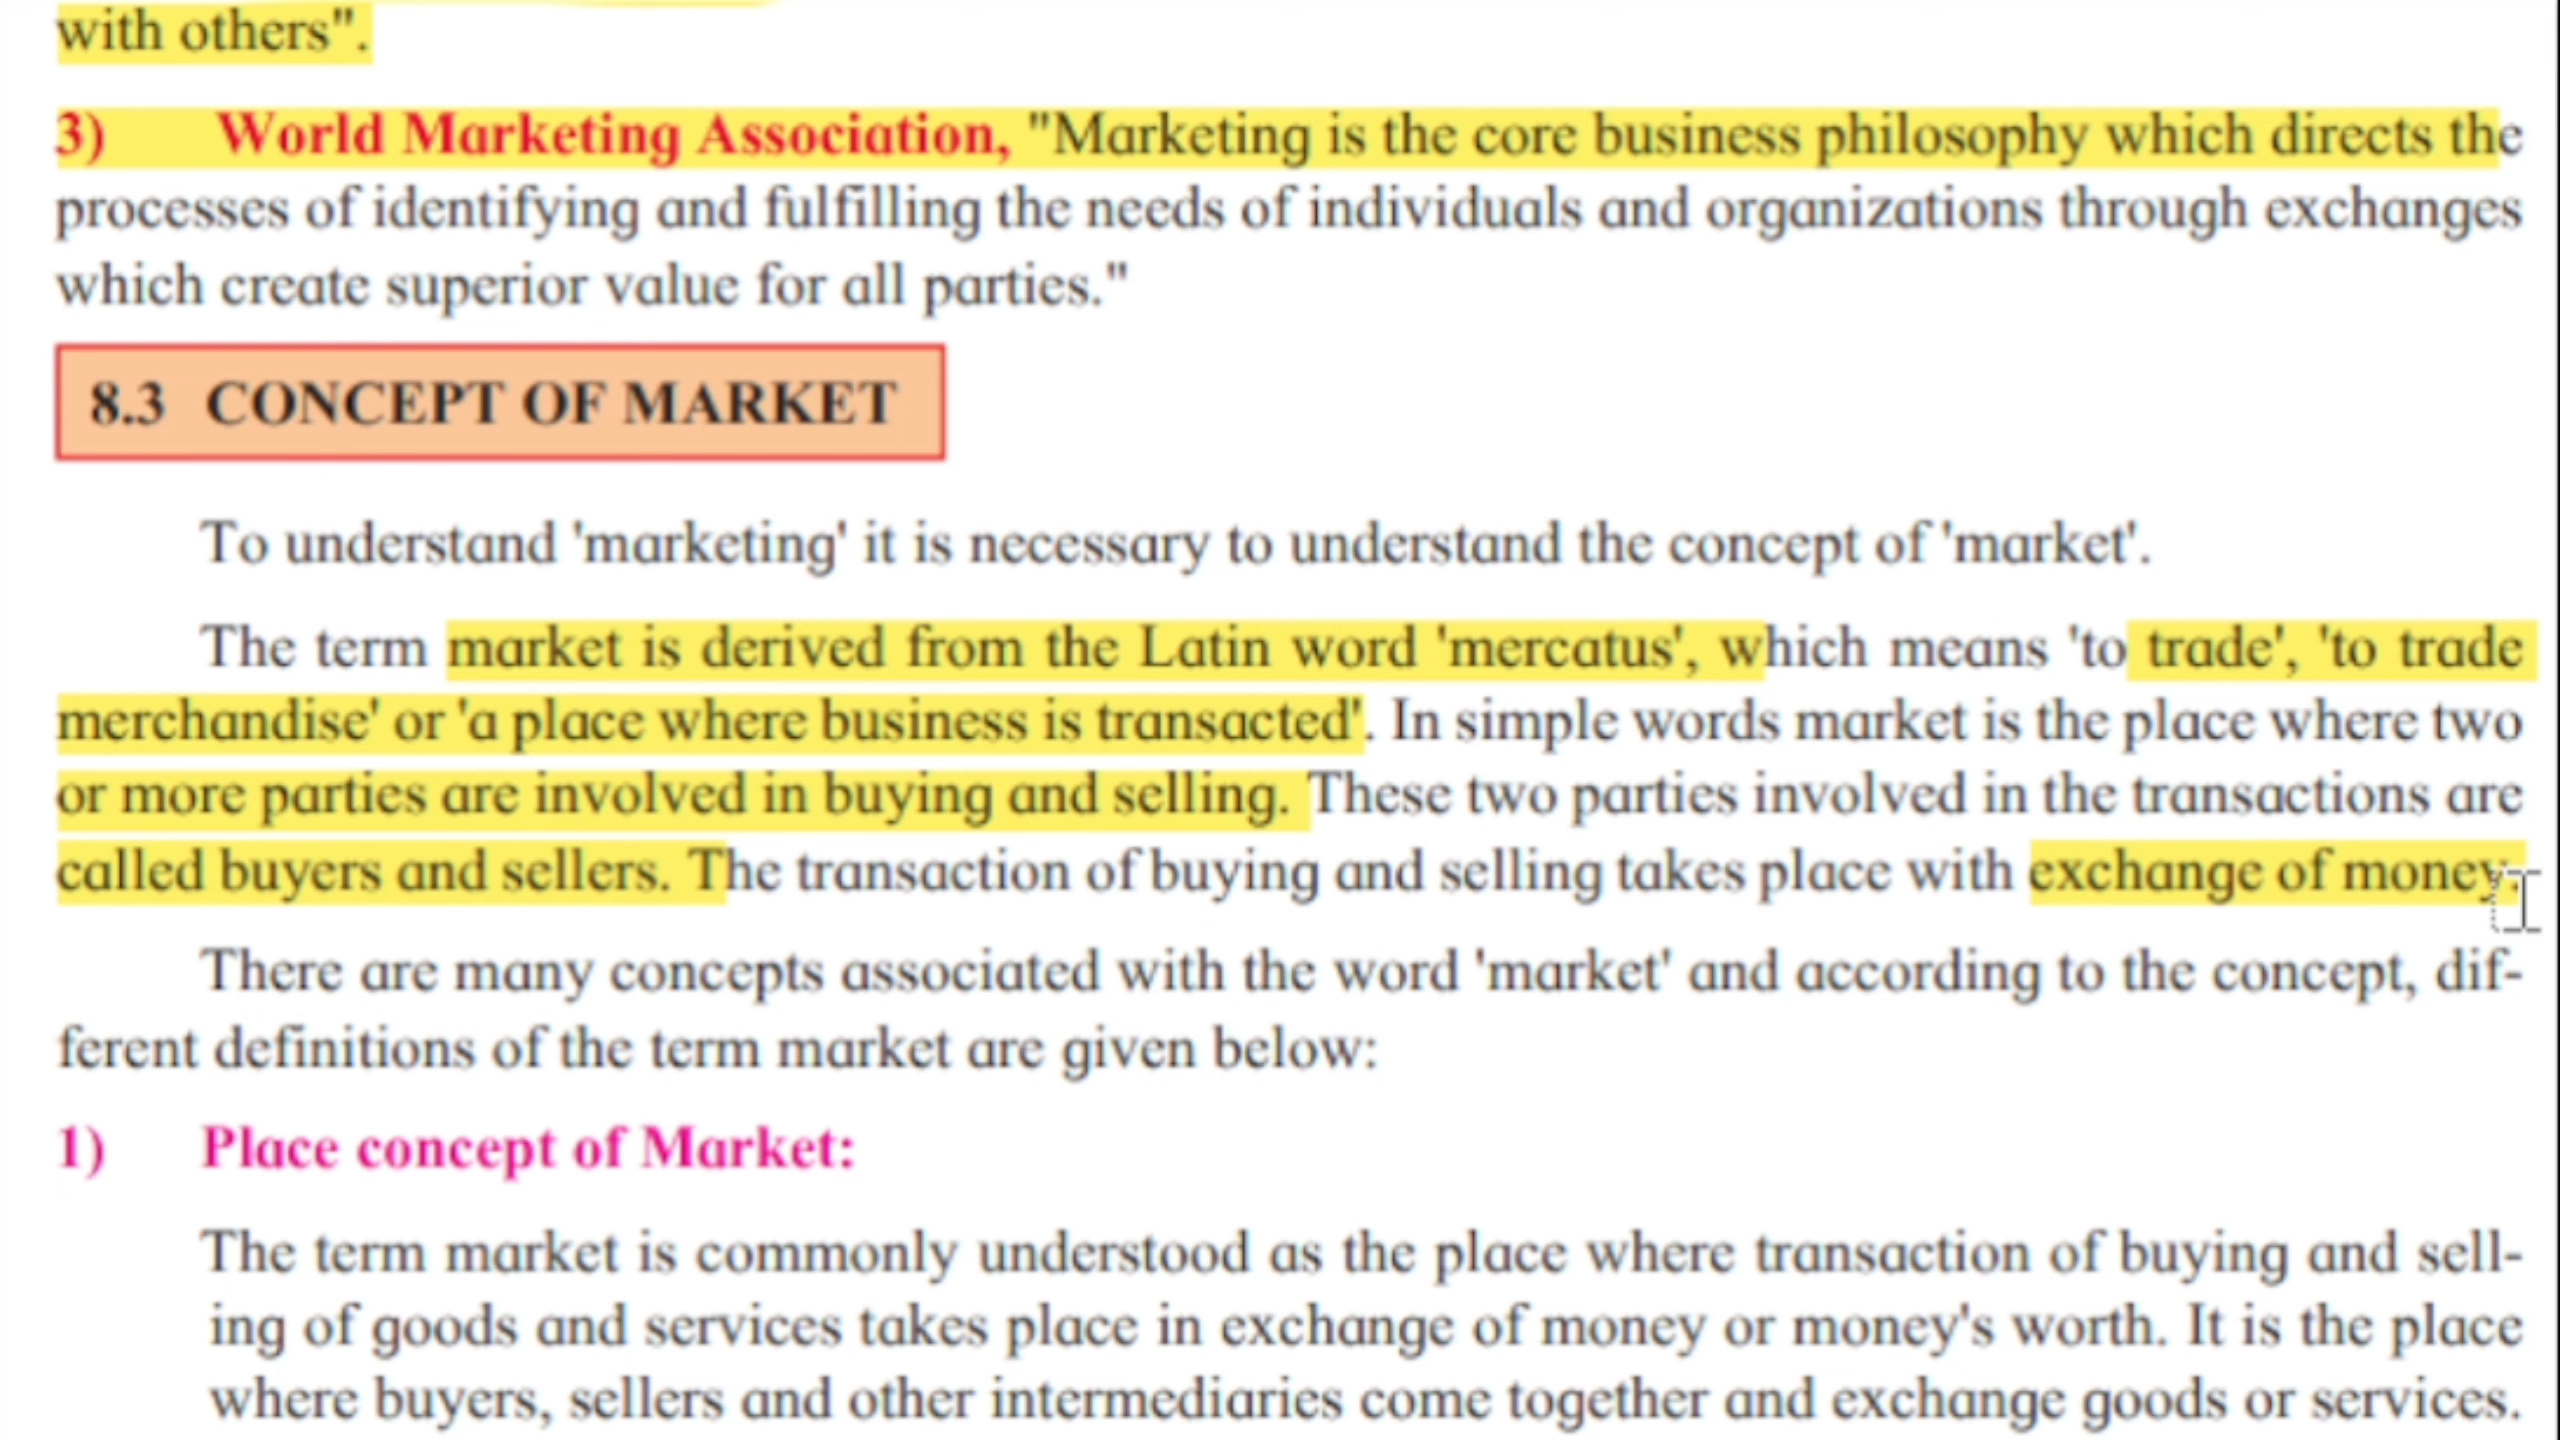 with others".
3) World Marketing Association, "Marketing is the core business philosophy which directs the
processes of identifying and fulfilling the needs of individuals and organizations through exchanges
which create superior value for all parties."
8.3 CONCEPT OF MARKET
To understand 'marketing' it is necessary to understand the concept of 'market'.
The term market is derived from the Latin word 'mercatus', which means 'to trade', 'to trade
merchandise' or 'a place where business is transacted'. In simple words market is the place where two
or more parties are involved in buying and selling. These two parties involved in the transactions are
called buyers and sellers. The transaction of buying and selling takes place with exchange of money.
There are many concepts associated with the word 'market' and according to the concept, dif-
ferent definitions of the term market are given below:
1) Place concept of Market:
The term market is commonly understood as the place where transaction of buying and sell-
ing of goods and services takes place in exchange of money or money's worth. It is the place
where buyers, sellers and other intermediaries come together and exchange goods or services.